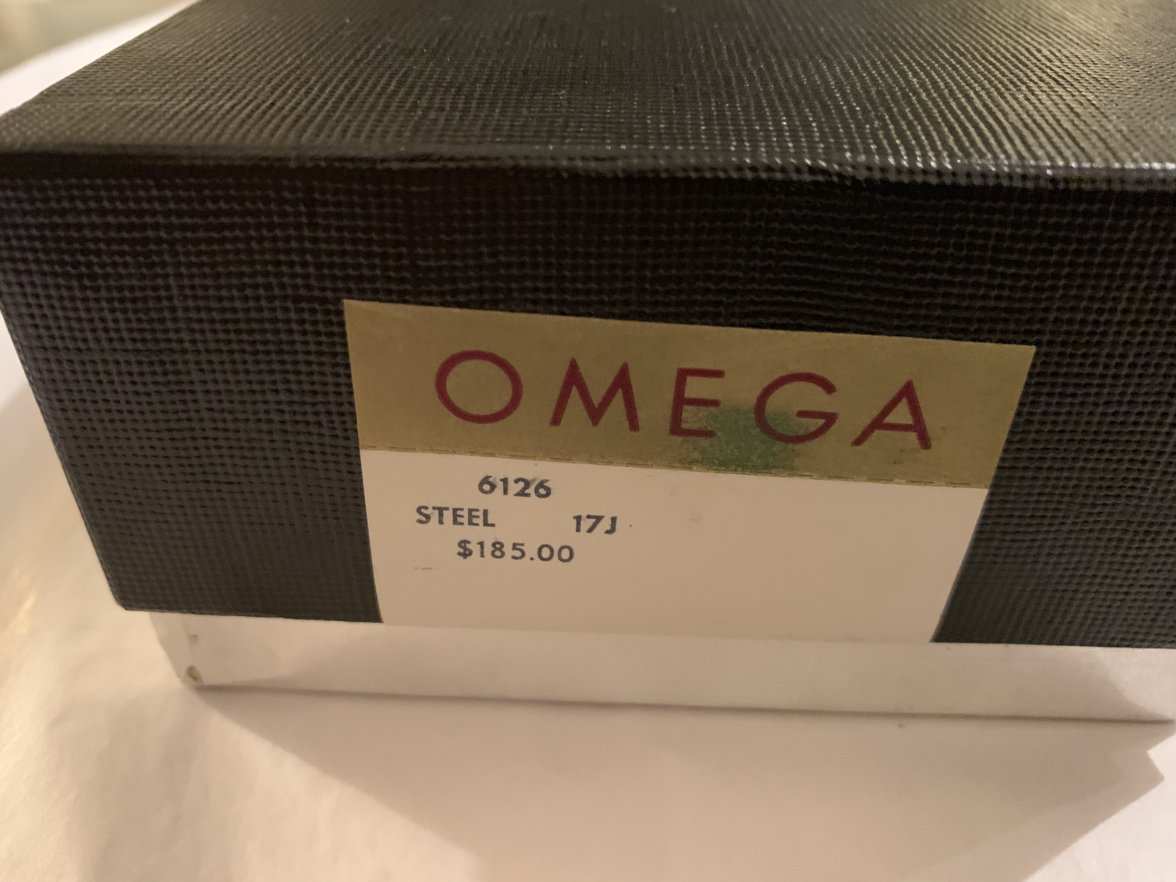 OMEGA
6126
STEEL 17J
$185.00